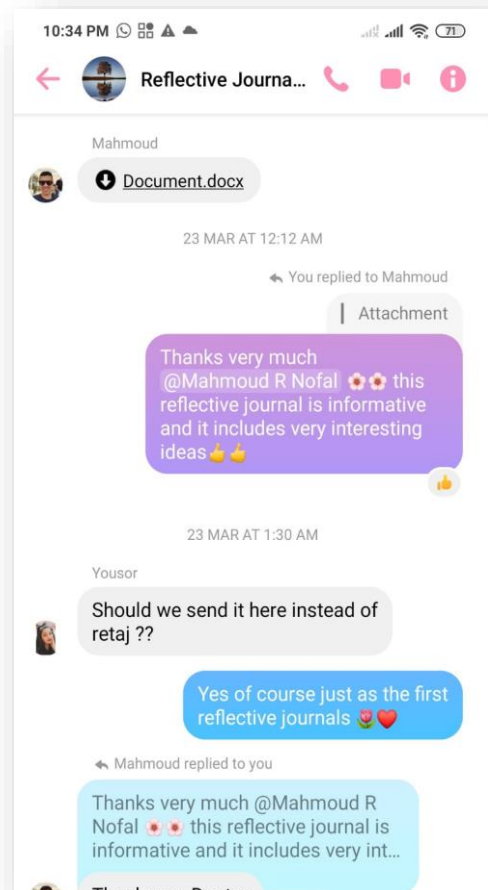 10:34 PM
71
Reflective Journa...
Mahmoud
Document.docx
23 MAR AT 12:12 AM
You replied to Mahmoud
Attachment
Thanks very much
@Mahmoud R Nofal 🌸🌸 this
reflective journal is informative
and it includes very interesting
ideas👍👍
👍
23 MAR AT 1:30 AM
Yousor
Should we send it here instead of
retaj ??
Yes of course just as the first
reflective journals 🌷❤️
Mahmoud replied to you
Thanks very much @Mahmoud R
Nofal 🌸🌸 this reflective journal is
informative and it includes very int...